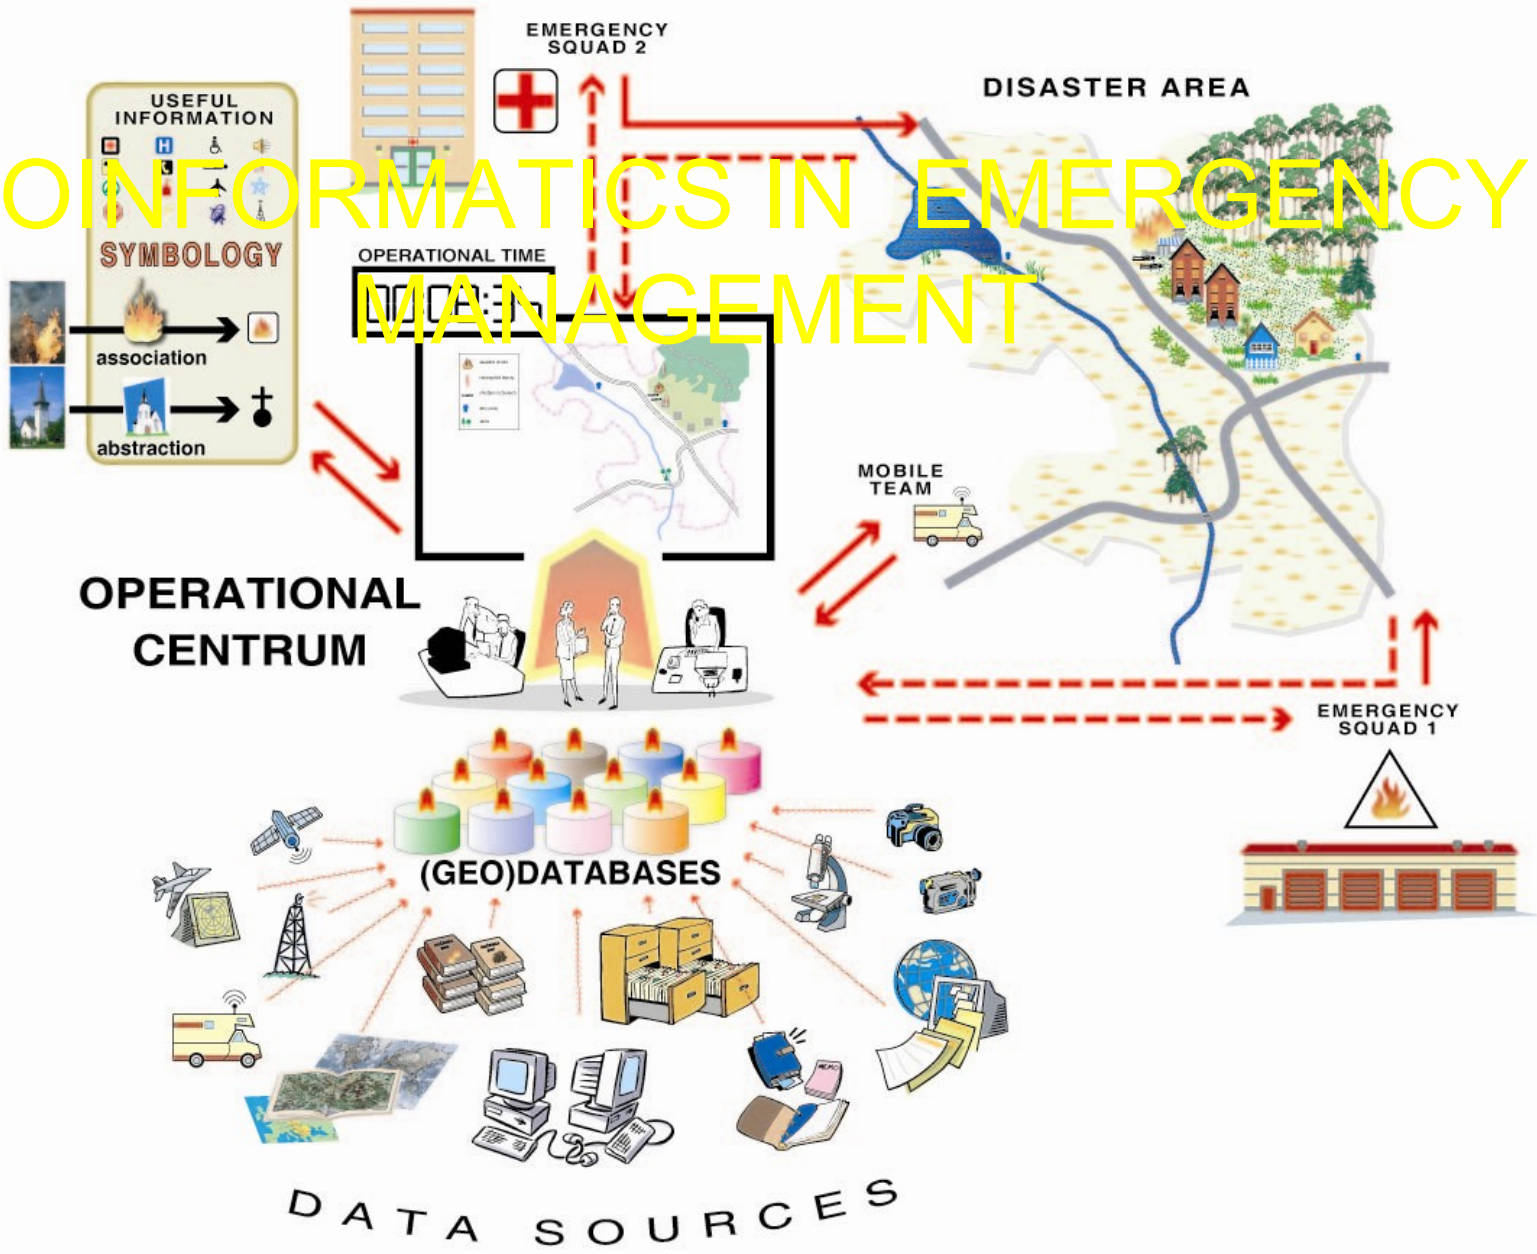 EMERGENCY
SQUAD 2
DISASTER AREA
USEFUL
INFORMATION
H
OINFORMATICS IN EMERGENCY
MANAGEMENT
SYMBOLOGY
OPERATIONAL TIME
association
abstraction
MOBILE
TEAM
OPERATIONAL
CENTRUM
EMERGENCY
SQUAD 1
(GEO)DATABASES
MEMO
DATA SOURCES